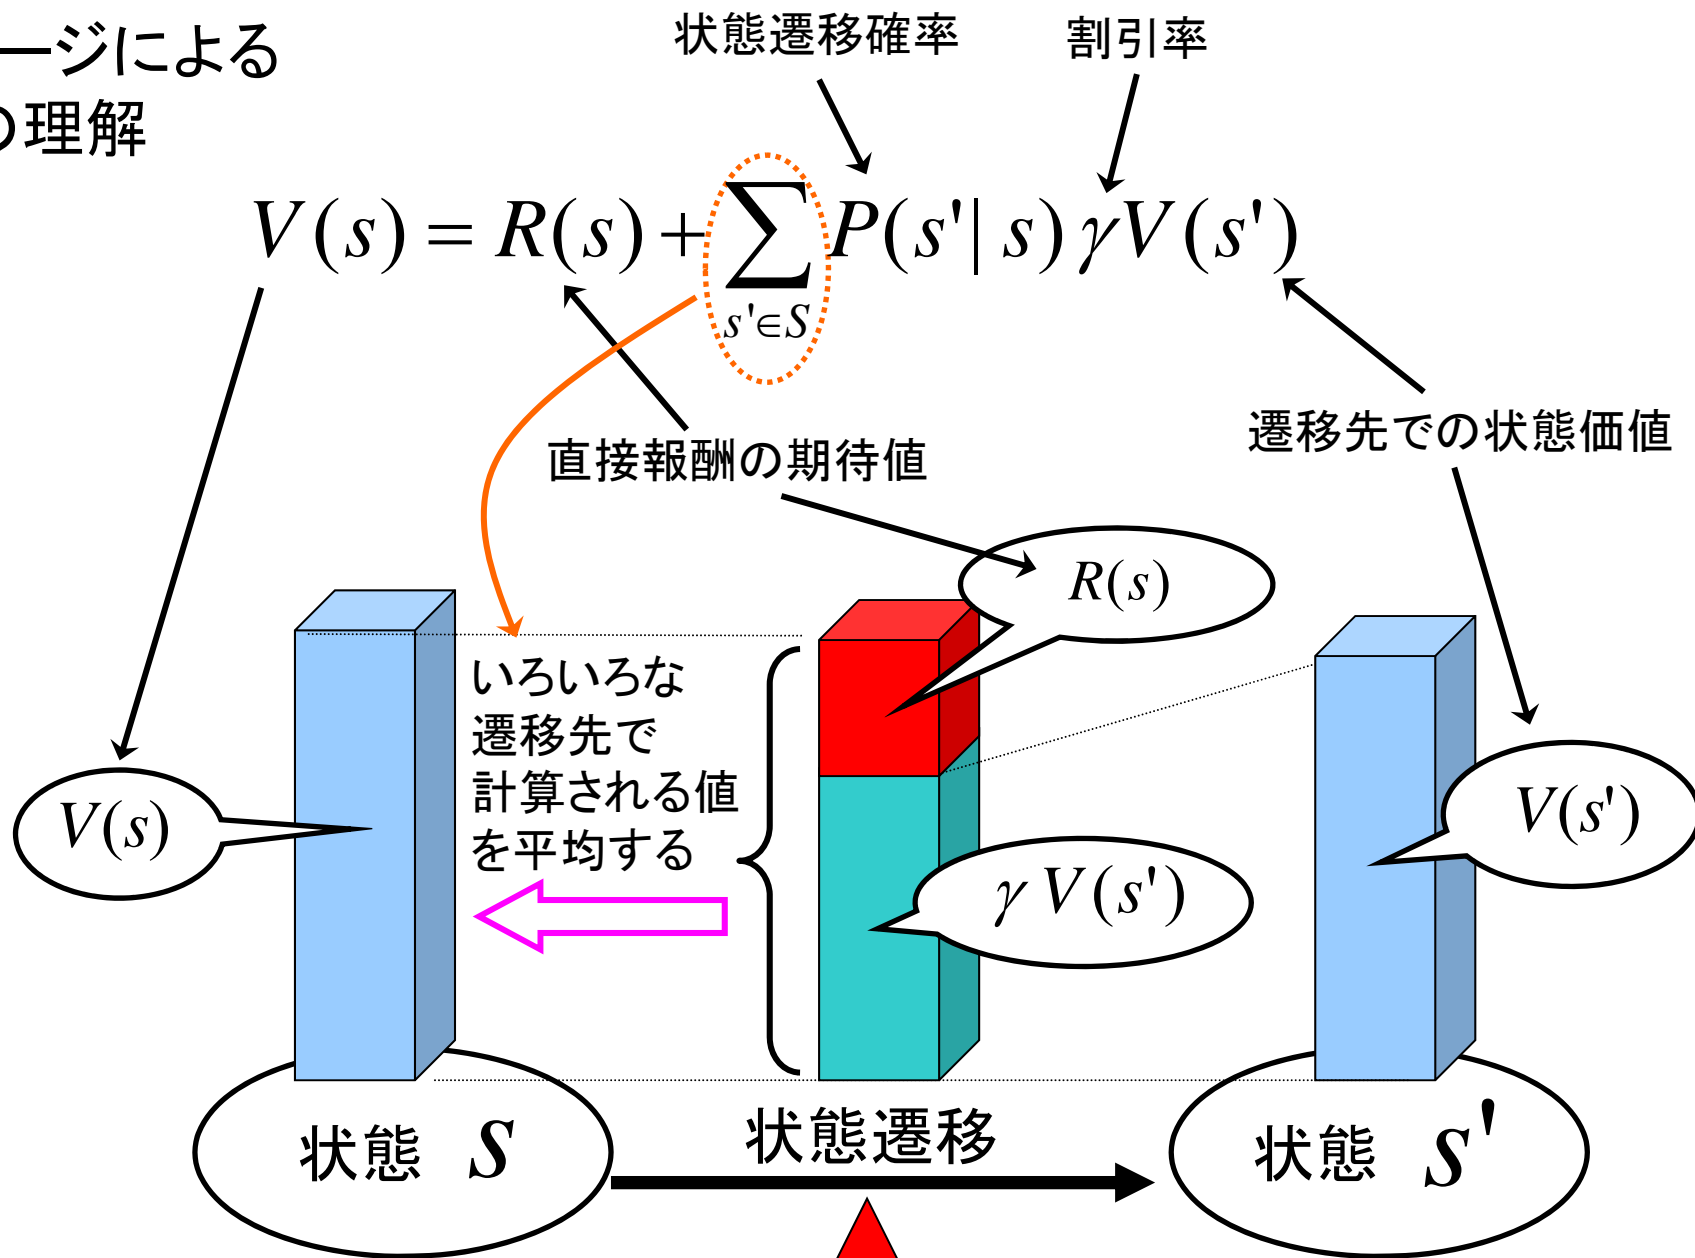 ージによる
の理解
状態遷移確率
割引率
V(s) = R(s) + ∑ P(s'| s) γV(s')
s'∈S
直接報酬の期待値
遷移先での状態価値
R(s)
いろいろな
遷移先で
計算される値
を平均する
V(s)
V(s')
γ V(s')
状態 s
状態遷移
状態 s'